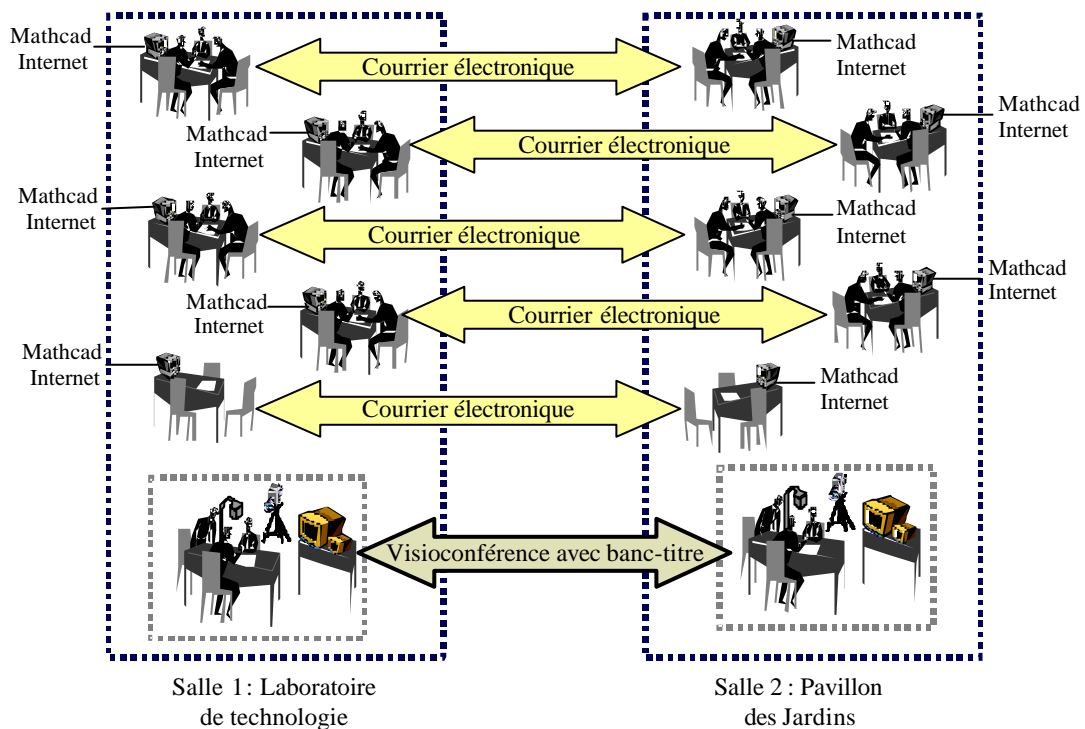 Mathcad
Internet
Courrier électronique
Mathcad
Internet
Mathcad
Internet
Courrier électronique
Mathcad
Internet
Mathcad
Internet
Courrier électronique
Mathcad
Internet
Mathcad
Internet
Courrier électronique
Mathcad
Internet
Mathcad
Internet
Courrier électronique
Mathcad
Internet
Visioconférence avec banc-titre
Salle 1 : Laboratoire
de technologie
Salle 2 : Pavillon
des Jardins